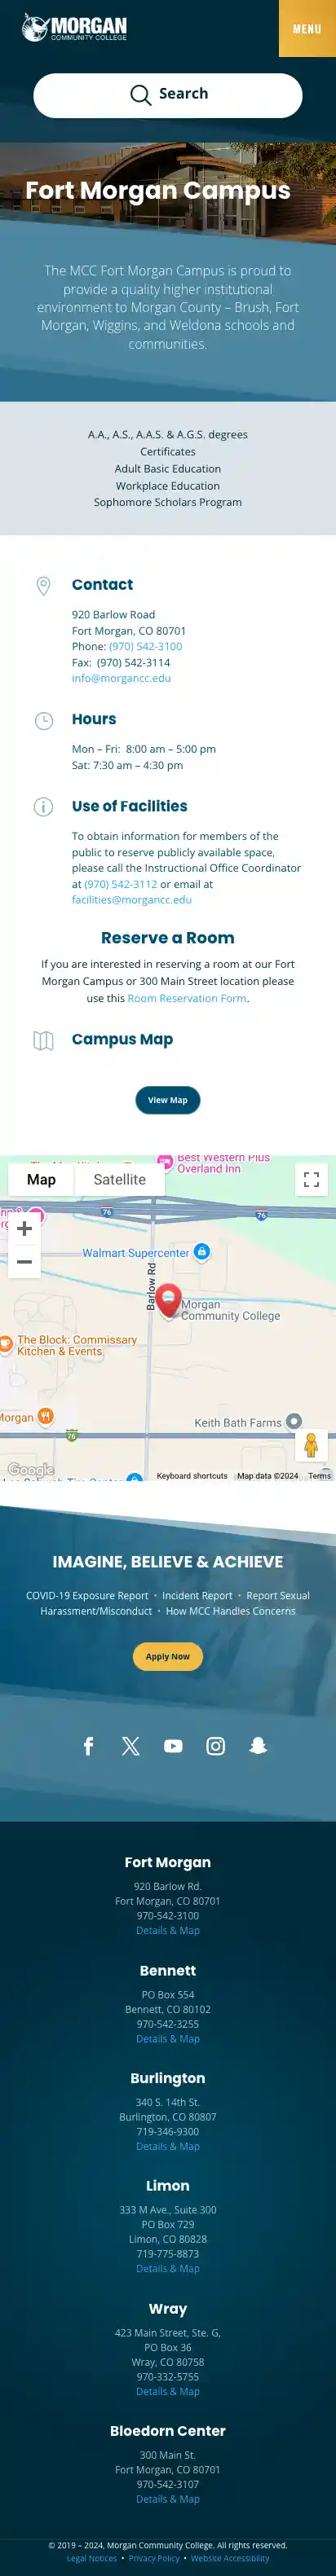 MORGAN
COMMUNITY COLLEGE
MENU
Search
Fort Morgan Campus
The MCC Fort Morgan Campus is proud to
provide a quality higher institutional
environment to Morgan County – Brush, Fort
Morgan, Wiggins, and Weldona schools and
communities.
A.A., A.S., A.A.S. & A.G.S. degrees
Certificates
Adult Basic Education
Workplace Education
Sophomore Scholars Program
Contact
920 Barlow Road
Fort Morgan, CO 80701
Phone: (970) 542-3100
Fax: (970) 542-3114
info@morgancc.edu
Hours
Mon – Fri: 8:00 am – 5:00 pm
Sat: 7:30 am – 4:30 pm
Use of Facilities
To obtain information for members of the
public to reserve publicly available space,
please call the Instructional Office Coordinator
at (970) 542-3112 or email at
facilities@morgancc.edu
Reserve a Room
If you are interested in reserving a room at our Fort
Morgan Campus or 300 Main Street location please
use this Room Reservation Form.
Campus Map
View Map
Best Western Plus
Overland Inn
Map
Satellite
76
76
Walmart Supercenter
Barlow Rd
Morgan
Community College
The Block: Commissary
Kitchen & Events
Morgan
Keith Bath Farms
76
Google
Keyboard shortcuts
Map data ©2024
Terms
IMAGINE, BELIEVE & ACHIEVE
COVID-19 Exposure Report • Incident Report • Report Sexual
Harassment/Misconduct • How MCC Handles Concerns
Apply Now
Fort Morgan
920 Barlow Rd.
Fort Morgan, CO 80701
970-542-3100
Details & Map
Bennett
PO Box 554
Bennett, CO 80102
970-542-3255
Details & Map
Burlington
340 S. 14th St.
Burlington, CO 80807
719-346-9300
Details & Map
Limon
333 M Ave., Suite 300
PO Box 729
Limon, CO 80828
719-775-8873
Details & Map
Wray
423 Main Street, Ste. G,
PO Box 36
Wray, CO 80758
970-332-5755
Details & Map
Bloedorn Center
300 Main St.
Fort Morgan, CO 80701
970-542-3107
Details & Map
© 2019 – 2024, Morgan Community College. All rights reserved.
Legal Notices • Privacy Policy • Website Accessibility